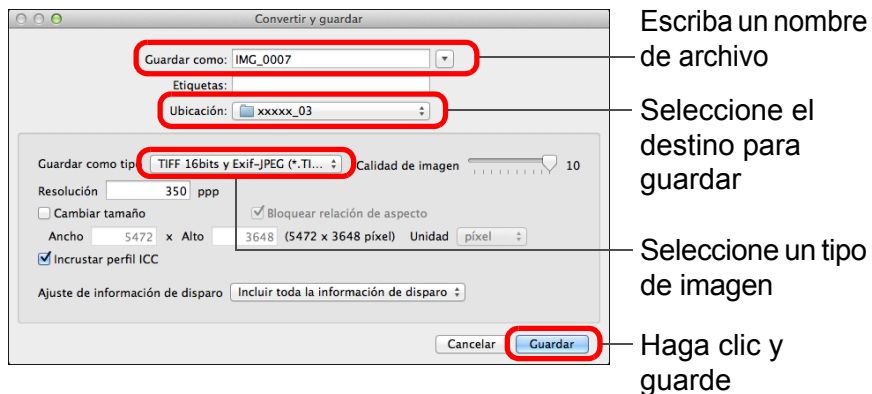 Convertir y guardar
Guardar como: IMG_0007
Etiquetas:
Ubicación: xxxxx_03
Guardar como tipo TIFF 16bits y Exif-JPEG (*.TI... Calidad de imagen 10
Resolución 350 ppp
Cambiar tamaño Bloquear relación de aspecto
Ancho 5472 x Alto 3648 (5472 x 3648 píxel) Unidad píxel
Incrustar perfil ICC
Ajuste de información de disparo Incluir toda la información de disparo
Cancelar Guardar
Escriba un nombre
de archivo
Seleccione el
destino para
guardar
Seleccione un tipo
de imagen
Haga clic y
guarde